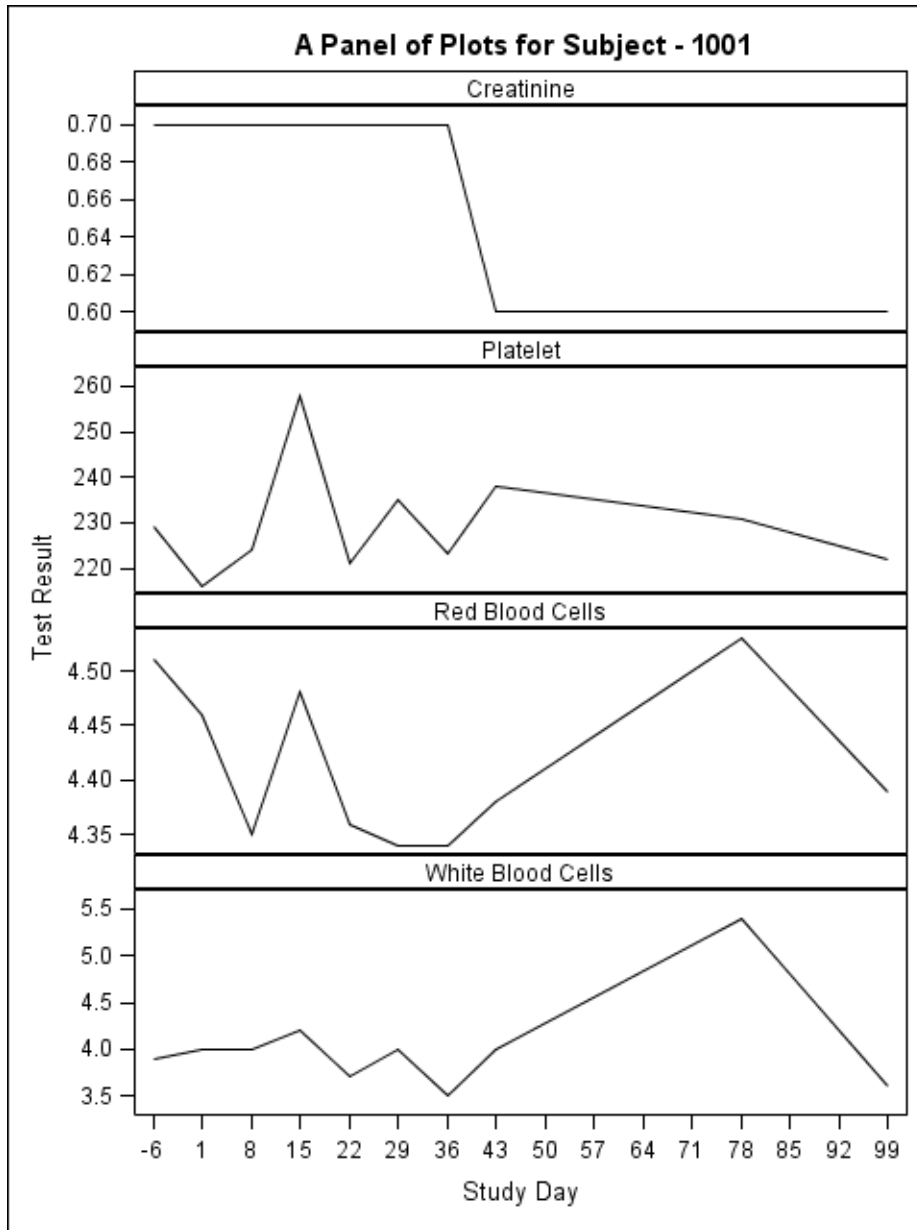 A Panel of Plots for Subject - 1001
Creatinine
0.70
0.68
0.66
0.64
0.62
0.60
Platelet
260
250
240
230
220
Test Result
Red Blood Cells
4.50
4.45
4.40
4.35
White Blood Cells
5.5
5.0
4.5
4.0
3.5
-6 1 8 15 22 29 36 43 50 57 64 71 78 85 92 99
Study Day